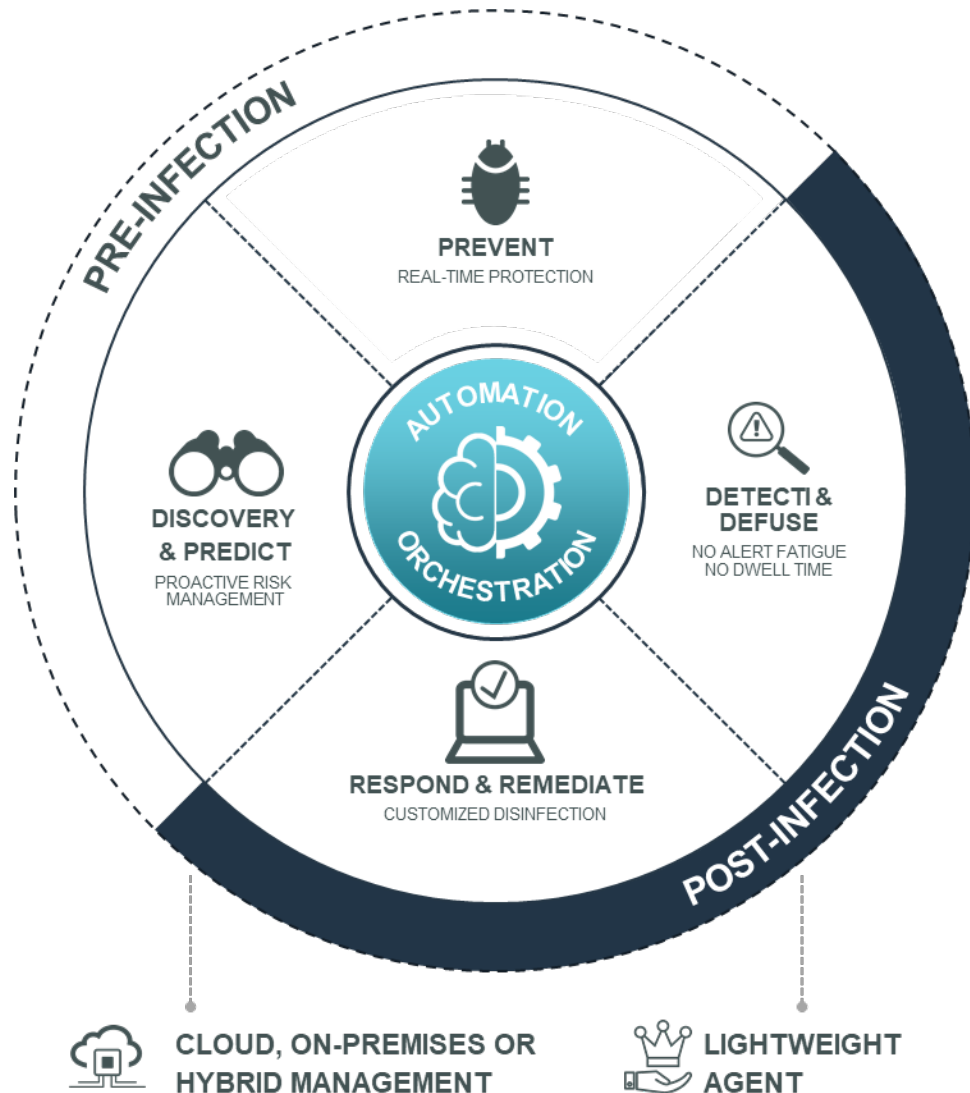 PRE-INFECTION
PREVENT
REAL-TIME PROTECTION
AUTOMATION
ORCHESTRATION
DISCOVERY
& PREDICT
PROACTIVE RISK
MANAGEMENT
DETECTI &
DEFUSE
NO ALERT FATIGUE
NO DWELL TIME
RESPOND & REMEDIATE
CUSTOMIZED DISINFECTION
POST-INFECTION
CLOUD, ON-PREMISES OR
HYBRID MANAGEMENT
LIGHTWEIGHT
AGENT